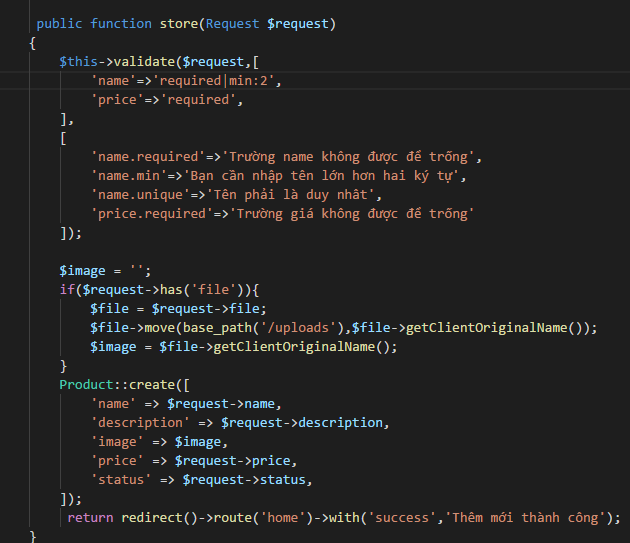 public function store(Request $request)
{
$this->validate($request,[
'name'=>'required|min:2',
'price'=>'required',
],
[
'name.required'=>'Trường name không được để trống',
'name.min'=>'Bạn cần nhập tên lớn hơn hai ký tự',
'name.unique'=>'Tên phải là duy nhât',
'price.required'=>'Trường giá không được để trống'
]);
$image = '';
if($request->has('file')){
$file = $request->file;
$file->move(base_path('/uploads'),$file->getClientOriginalName());
$image = $file->getClientOriginalName();
}
Product::create([
'name' => $request->name,
'description' => $request->description,
'image' => $image,
'price' => $request->price,
'status' => $request->status,
]);
return redirect()->route('home')->with('success','Thêm mới thành công');
}